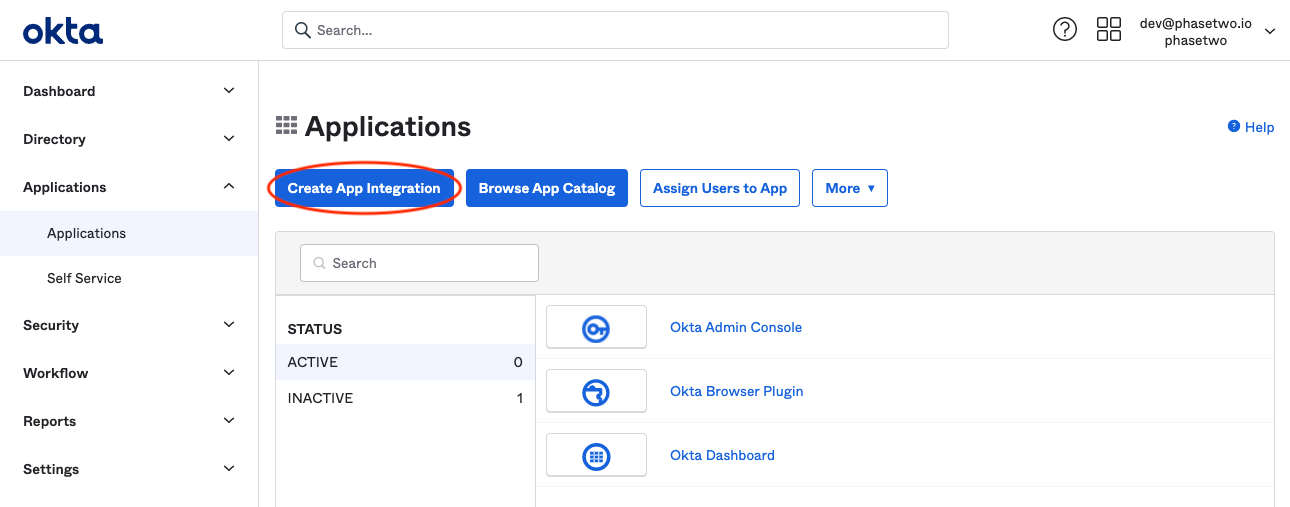 okta
Search...
?
dev@phasetwo.io
phasetwo
Dashboard
Directory
Applications
Applications
Self Service
Security
Workflow
Reports
Settings
Applications
? Help
Create App Integration
Browse App Catalog
Assign Users to App
More
Search
STATUS
ACTIVE 0
INACTIVE 1
Okta Admin Console
Okta Browser Plugin
Okta Dashboard